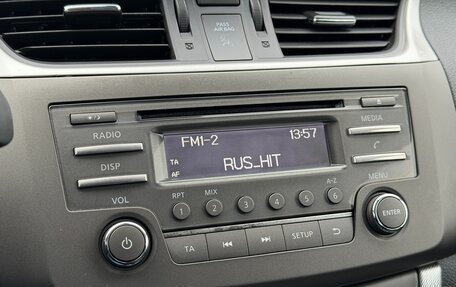 PASS
AIR BAG
RADIO
DISP
VOL
FM1-2 13:57
TA
AF
RUS_HIT
MEDIA
MENU
RPT MIX A-Z
1 2 3 4 5 6
TA SETUP
ENTER